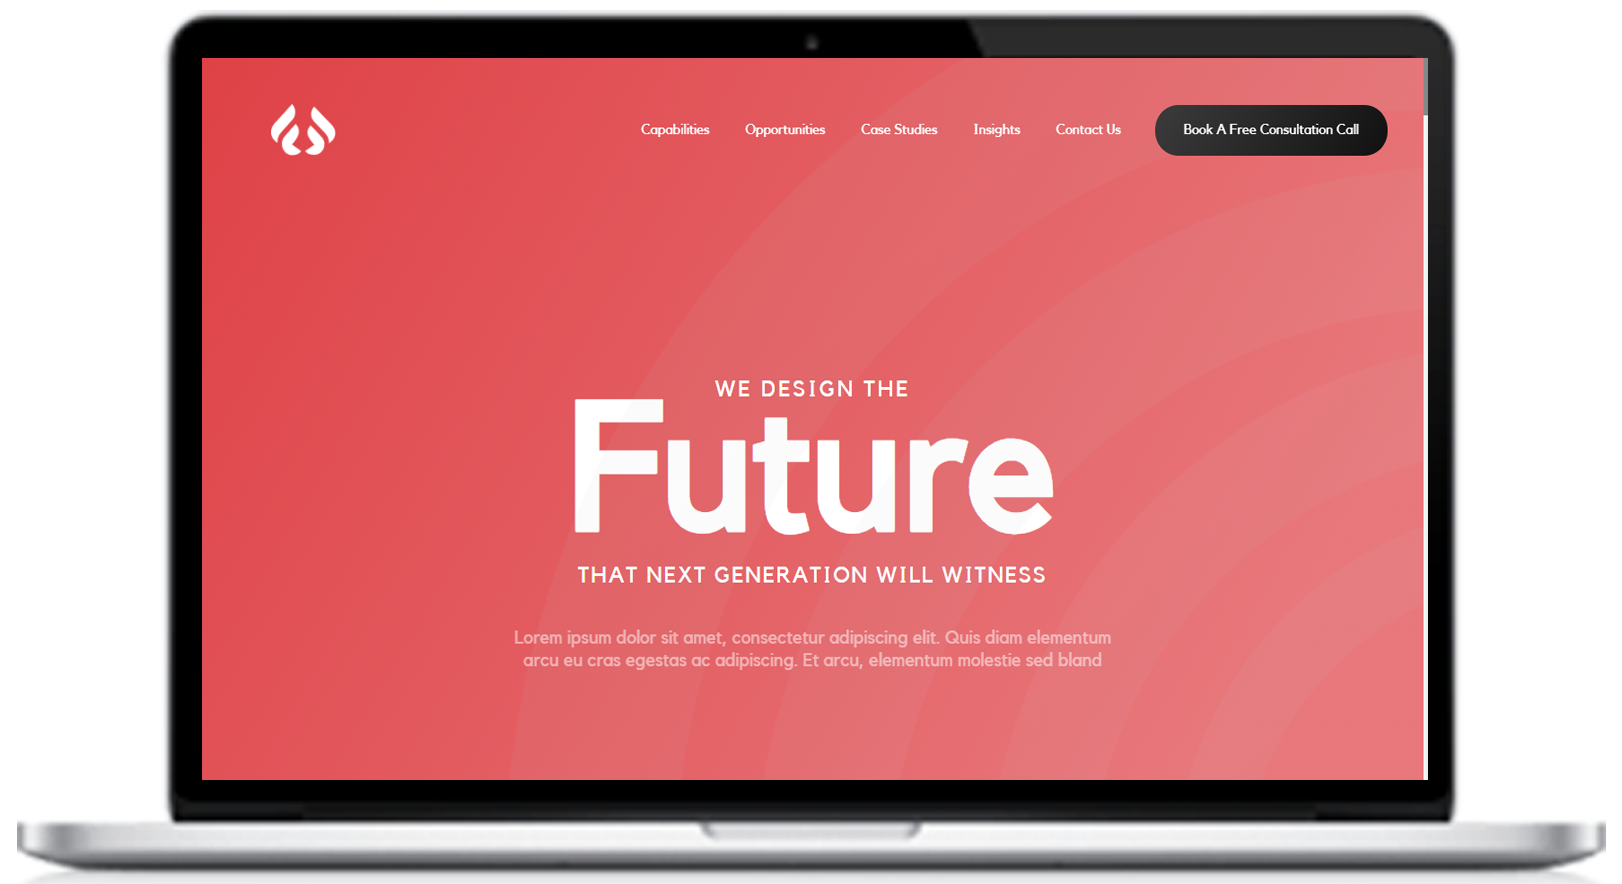 Capabilities Opportunities Case Studies Insights Contact Us Book A Free Consultation Call
WE DESIGN THE
Future
THAT NEXT GENERATION WILL WITNESS
Lorem ipsum dolor sit amet, consectetur adipiscing elit. Quis diam elementum
arcu eu cras egestas ac adipiscing. Et arcu, elementum molestie sed bland